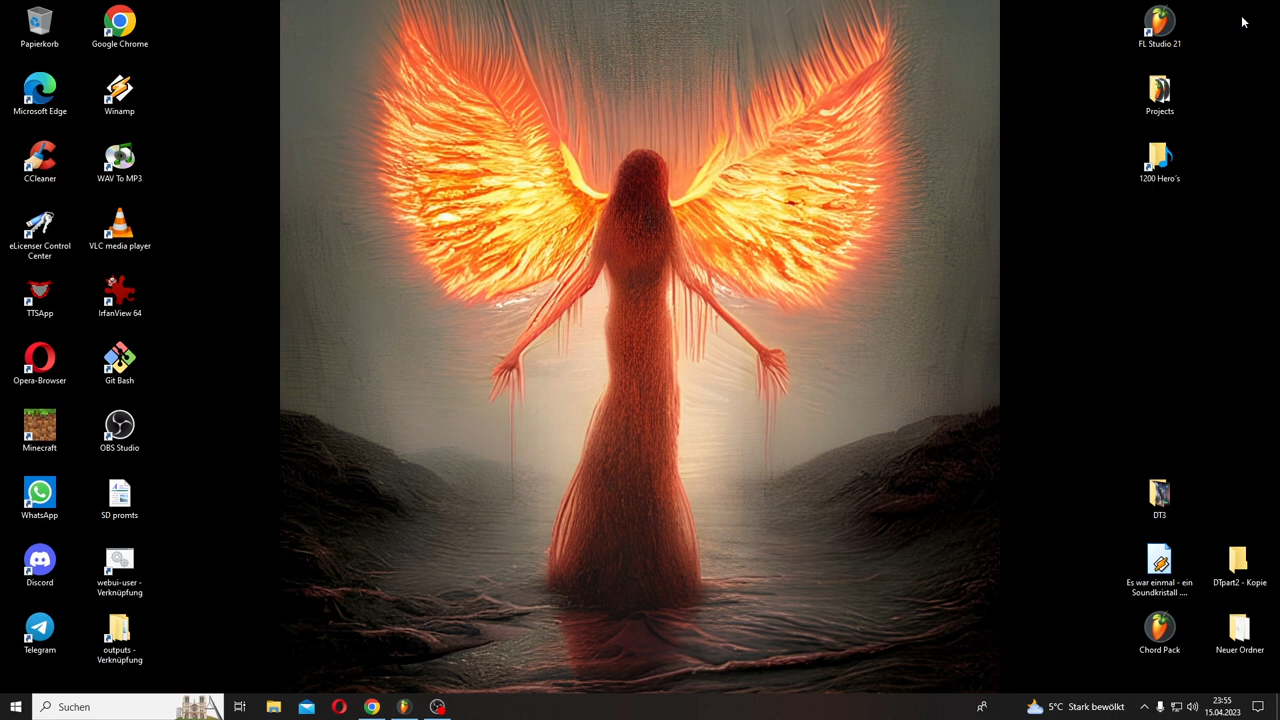 Papierkorb
Google Chrome
Microsoft Edge
Winamp
CCleaner
WAV To MP3
eLicenser Control
Center
VLC media player
TTSApp
IrfanView 64
Opera-Browser
Git Bash
Minecraft
OBS Studio
WhatsApp
SD promts
Discord
webui-user -
Verknüpfung
Telegram
outputs -
Verknüpfung
FL Studio 21
Projects
1200 Hero´s
DT3
Es war einmal - ein
Soundkristall ....
DTpart2 - Kopie
Chord Pack
Neuer Ordner
Suchen
5°C Stark bewölkt
23:55
15.04.2023